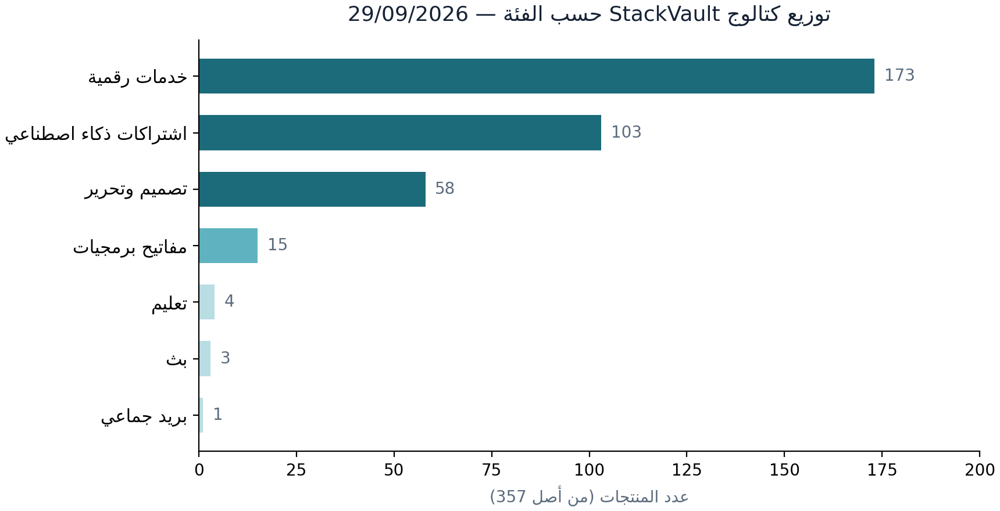 توزيع كتالوج StackVault حسب الفئة — 29/09/2026
خدمات رقمية 173
اشتراكات ذكاء اصطناعي 103
تصميم وتحرير 58
مفاتيح برمجيات 15
تعليم 4
بث 3
بريد جماعي 1
0 25 50 75 100 125 150 175 200
عدد المنتجات (من أصل 357)